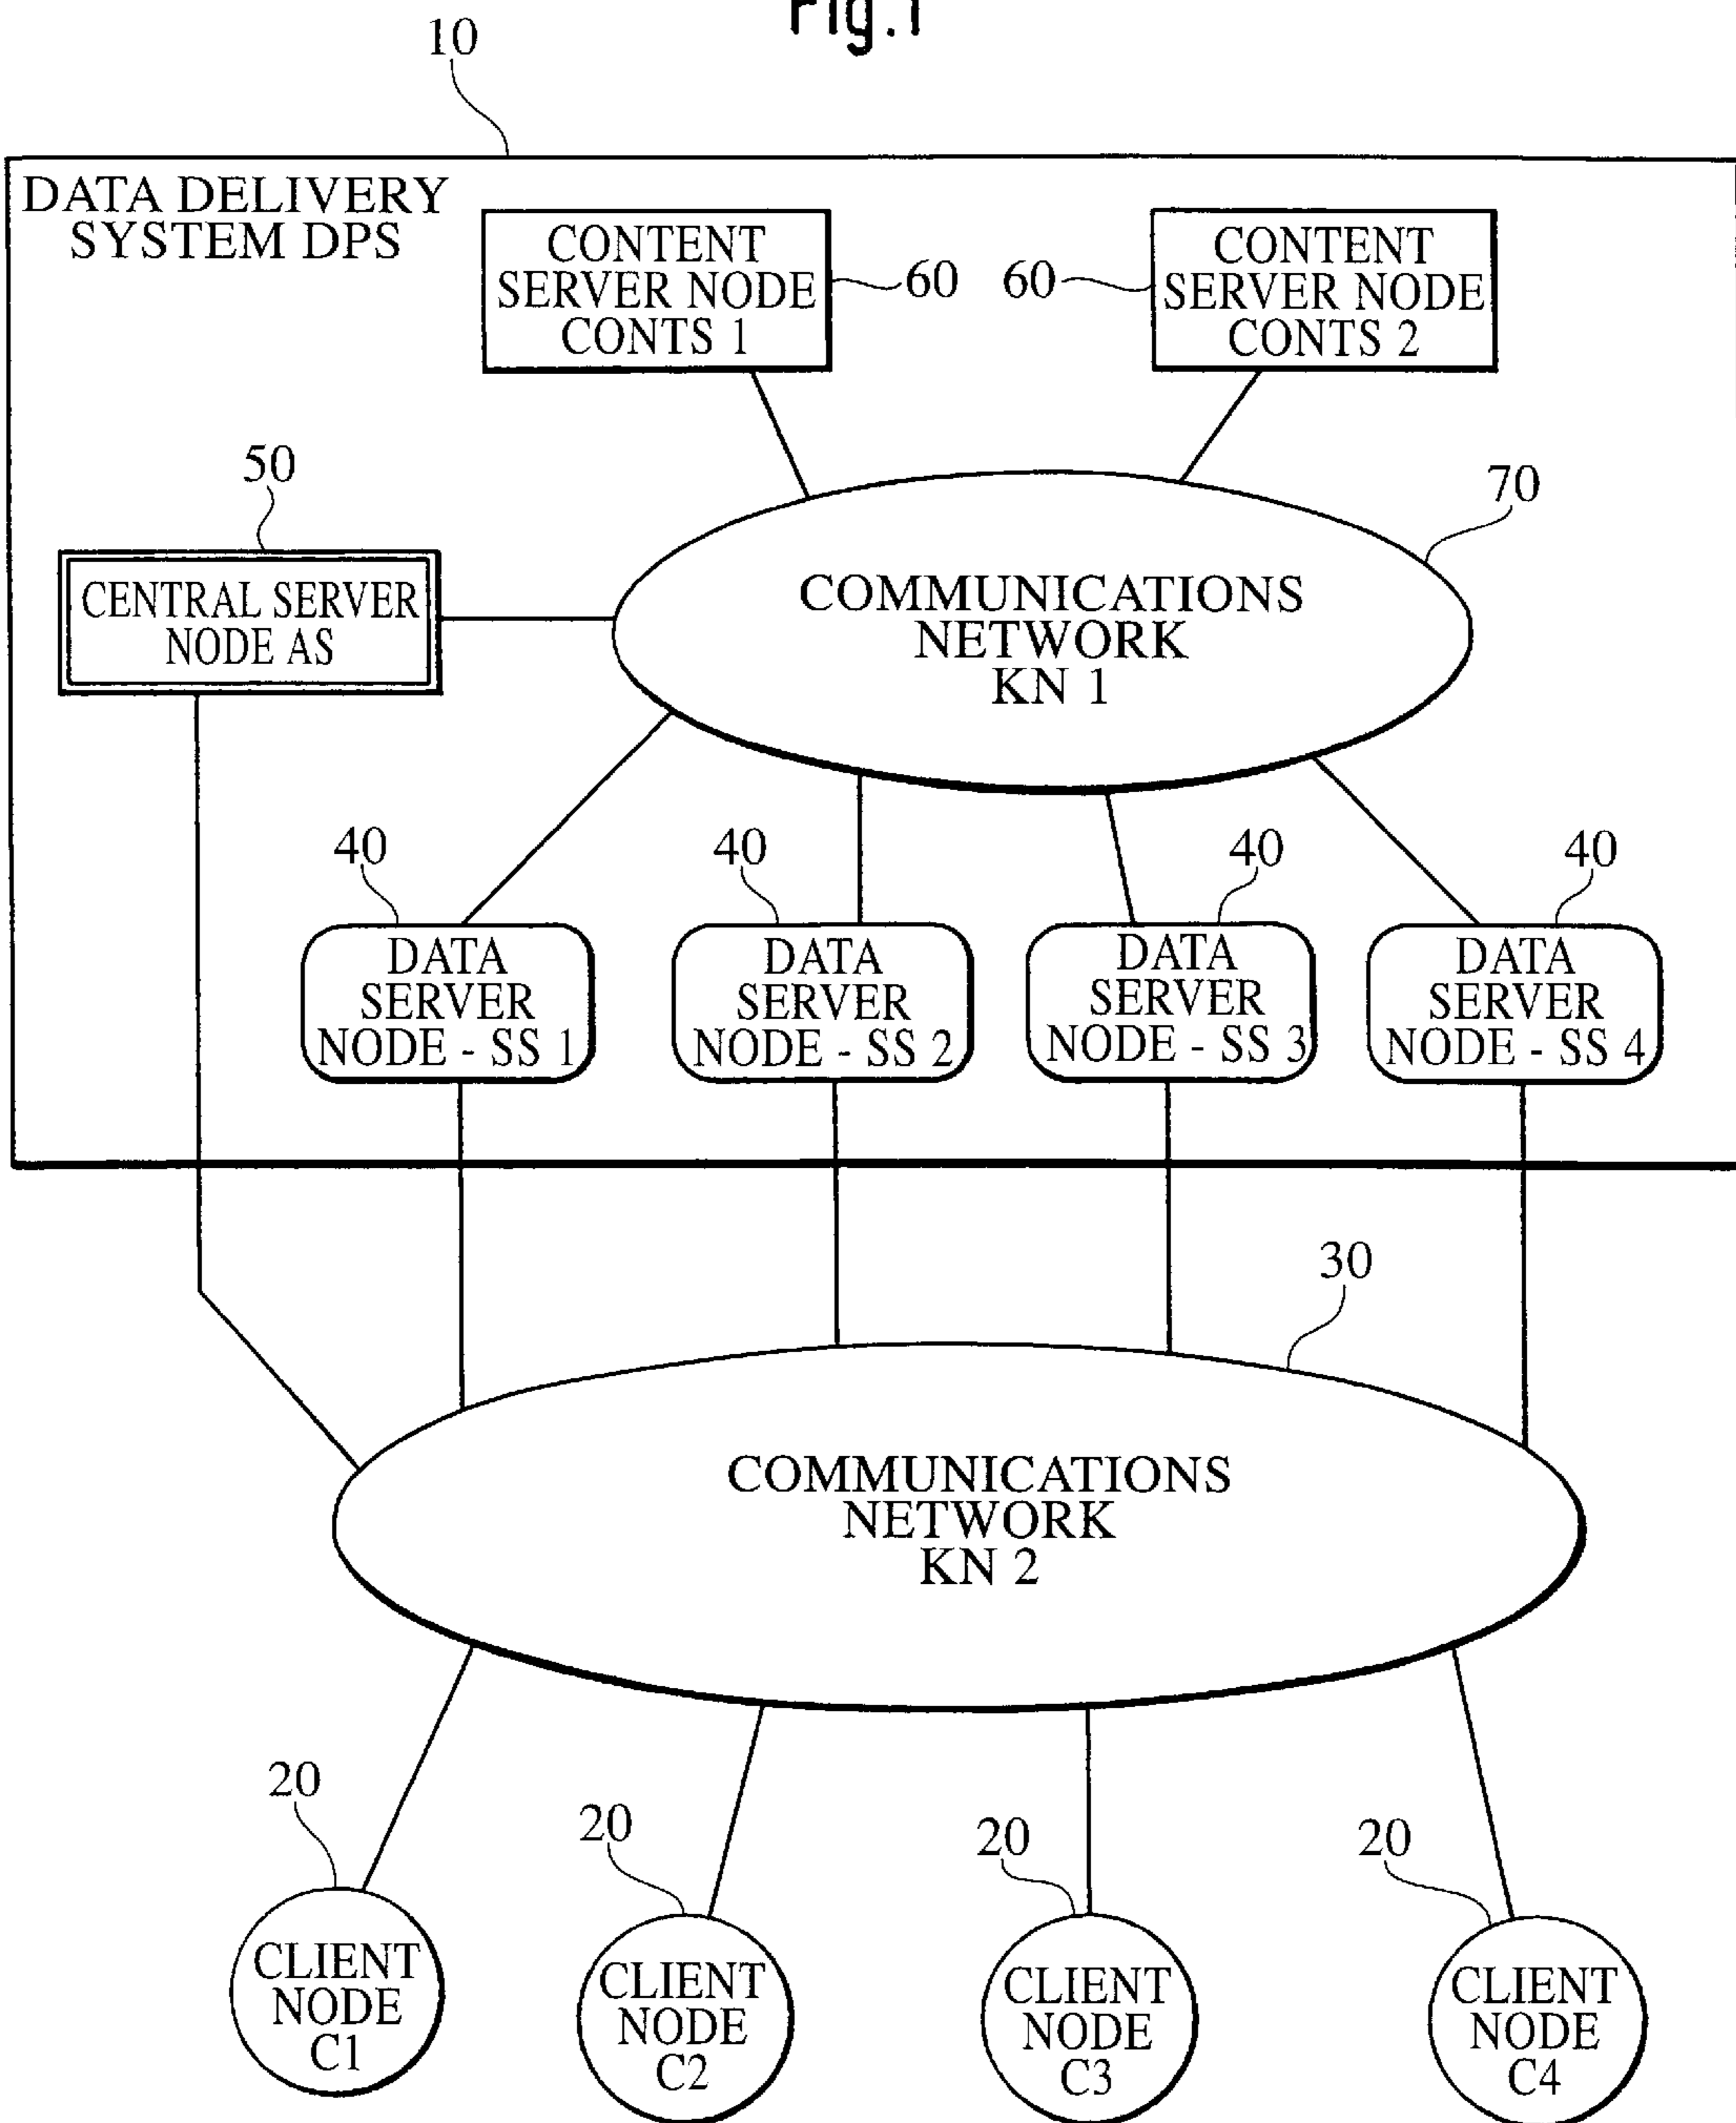 Fig.1
10
DATA DELIVERY
SYSTEM DPS
CONTENT
SERVER NODE
CONTS 1
60
60
CONTENT
SERVER NODE
CONTS 2
50
70
CENTRAL SERVER
NODE AS
COMMUNICATIONS
NETWORK
KN 1
40
40
40
40
DATA
SERVER
NODE - SS 1
DATA
SERVER
NODE - SS 2
DATA
SERVER
NODE - SS 3
DATA
SERVER
NODE - SS 4
30
COMMUNICATIONS
NETWORK
KN 2
20
20
20
20
CLIENT
NODE
C1
CLIENT
NODE
C2
CLIENT
NODE
C3
CLIENT
NODE
C4